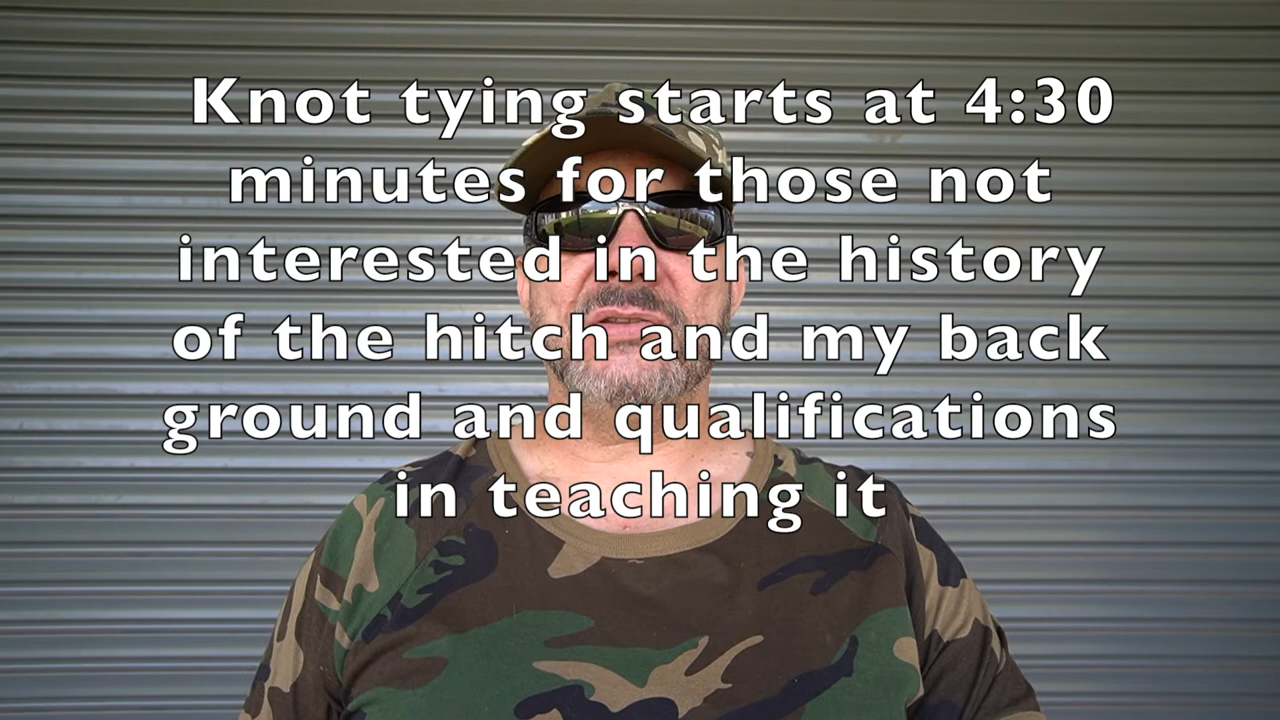 Knot tying starts at 4:30
minutes for those not
interested in the history
of the hitch and my back
ground and qualifications
in teaching it